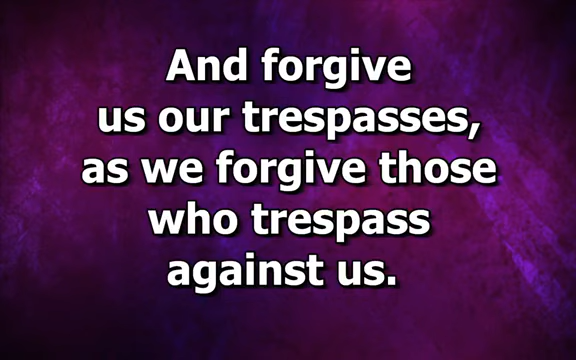 And forgive
us our trespasses,
as we forgive those
who trespass
against us.